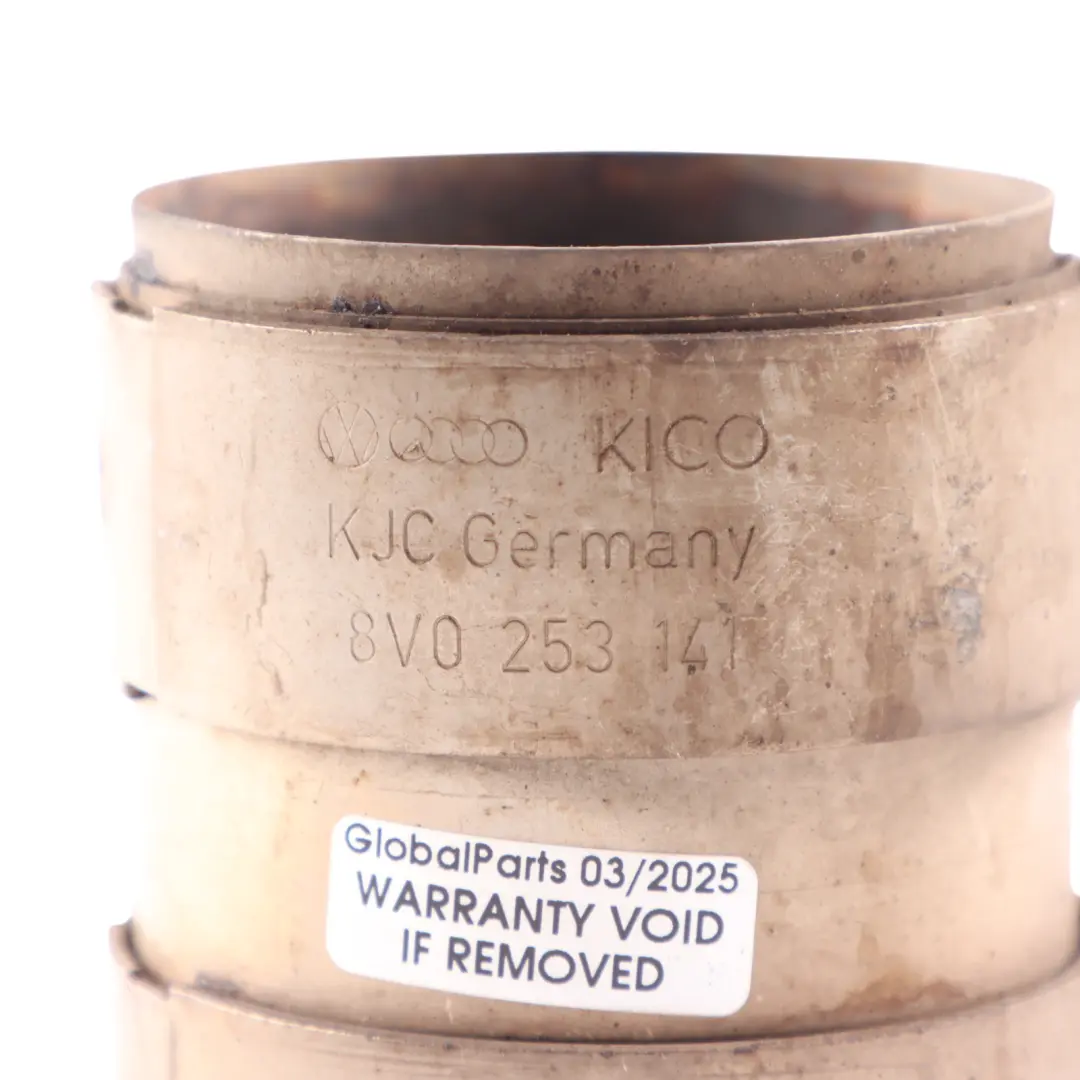 KICO
KJC Germany
8V0 253 141
GlobalParts 03/2025
WARRANTY VOID
IF REMOVED